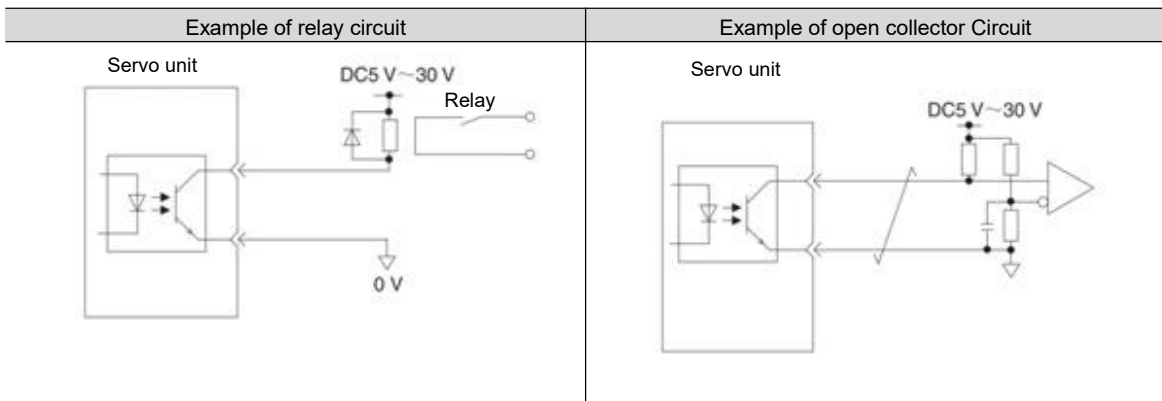 Example of relay circuit
Example of open collector Circuit
Servo unit
DC5 V～30 V
Relay
0 V
Servo unit
DC5 V～30 V